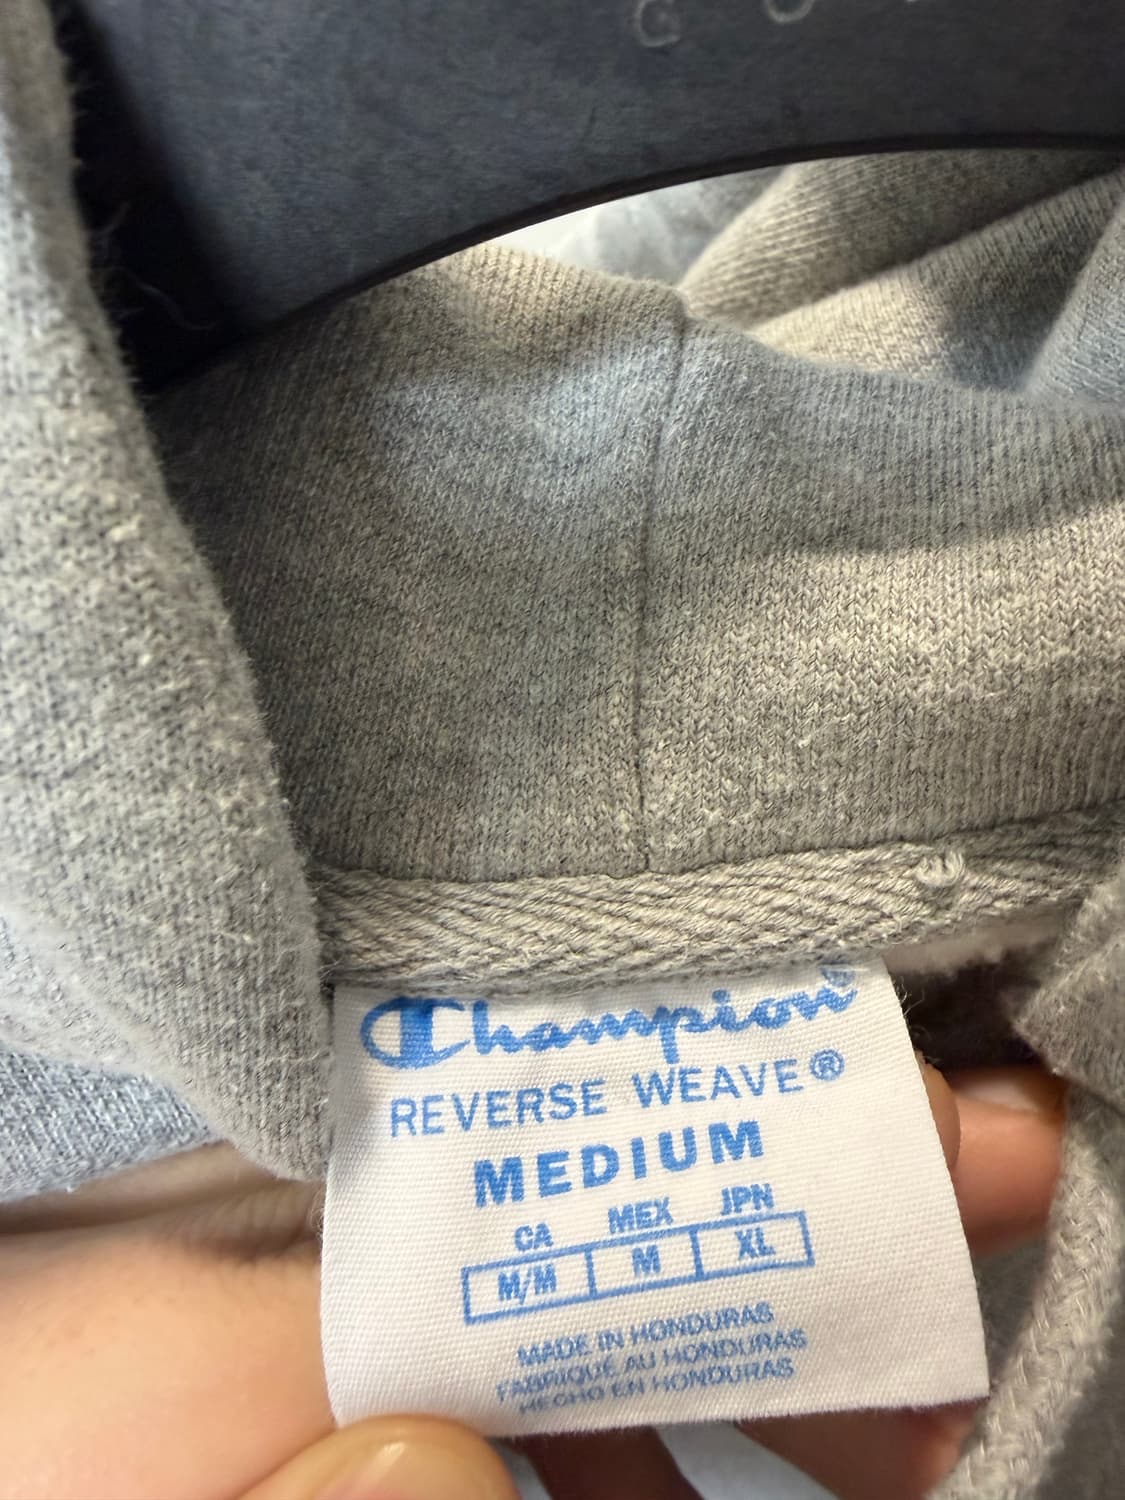 Champion®
REVERSE WEAVE®
MEDIUM
CA MEX JPN
M/M M XL
MADE IN HONDURAS
FABRIQUÉ AU HONDURAS
HECHO EN HONDURAS